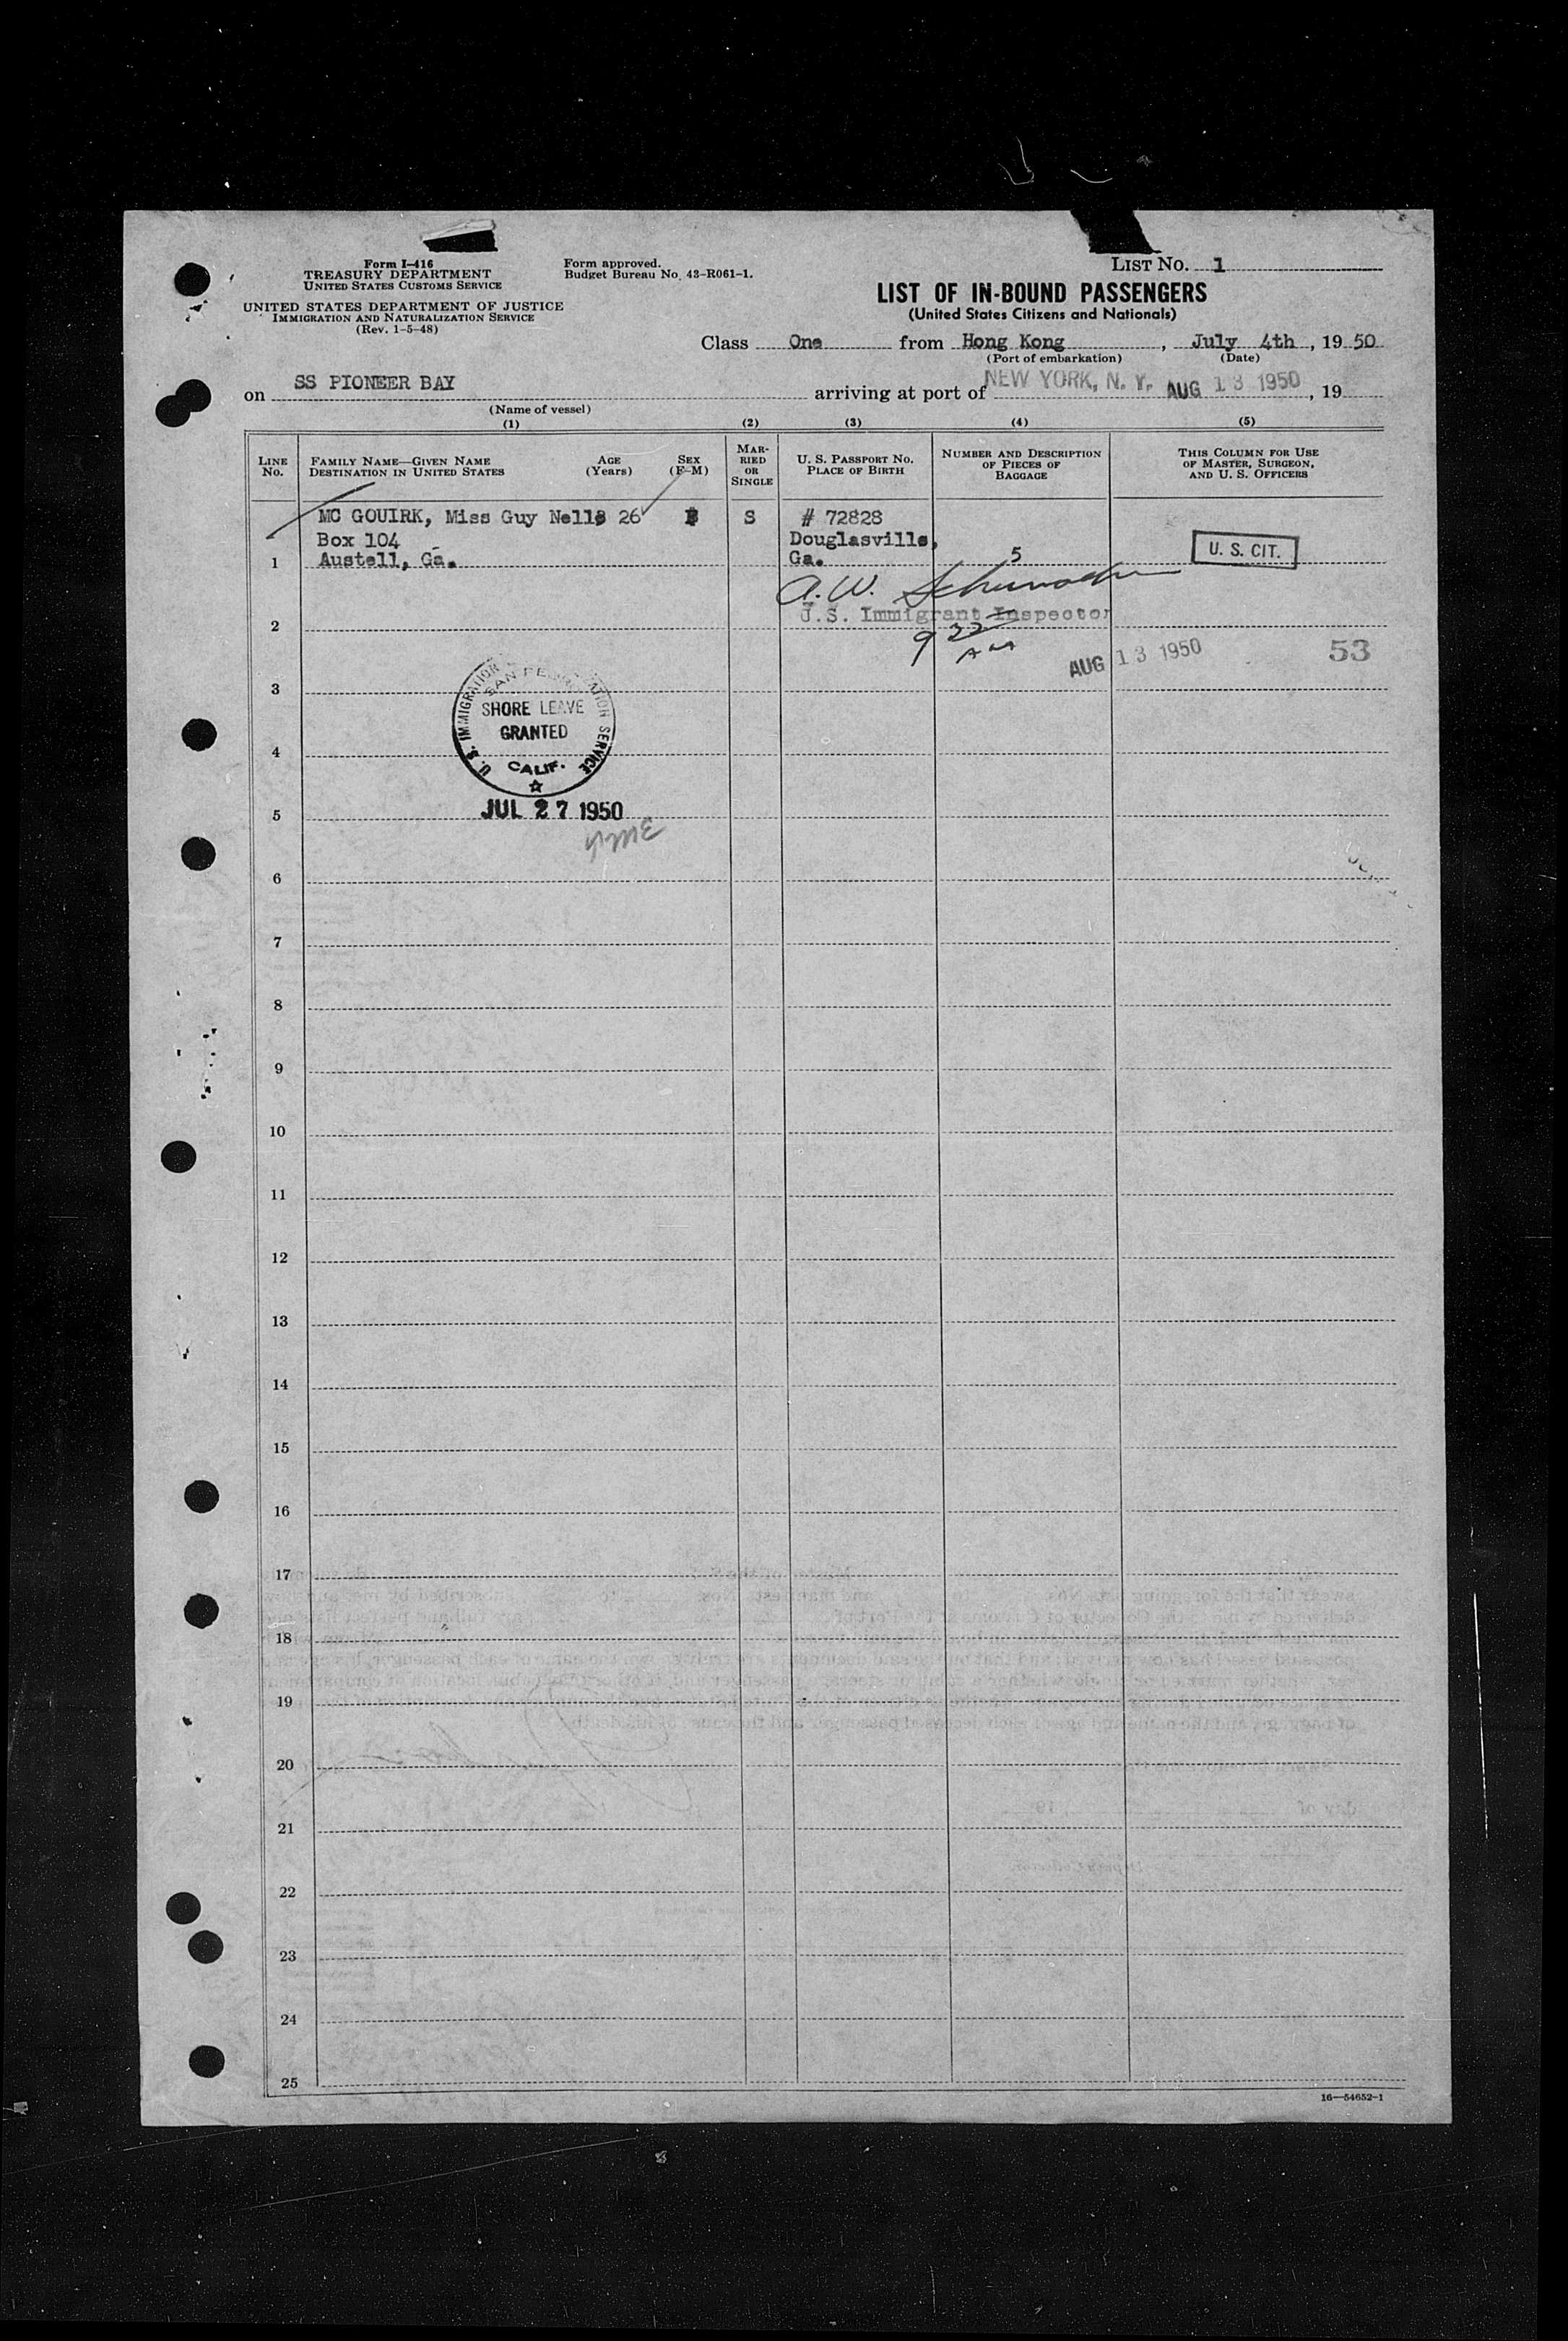 Form I-416
TREASURY DEPARTMENT
UNITED STATES CUSTOMS SERVICE
UNITED STATES DEPARTMENT OF JUSTICE
IMMIGRATION AND NATURALIZATION SERVICE
(Rev. 1-5-48)
Form approved.
Budget Bureau No. 43-R061-1.
LIST NO. 1
LIST OF IN-BOUND PASSENGERS
(United States Citizens and Nationals)
Class One from Hong Kong, July 4th, 19 50
(Port of embarkation) (Date)
on SS PIONEER BAY arriving at port of NEW YORK, N. Y. AUG 13 1950, 19
(Name of vessel)
(1) (2) (3) (4) (5)
LINE No.
FAMILY NAME—GIVEN NAME
DESTINATION IN UNITED STATES
AGE (Years)
SEX (F-M)
MARRIED OR SINGLE
U. S. PASSPORT NO.
PLACE OF BIRTH
NUMBER AND DESCRIPTION
OF PIECES OF
BAGGAGE
THIS COLUMN FOR USE
OF MASTER, SURGEON,
AND U. S. OFFICERS
MC GOUIRK, Miss Guy Nelle 26 F S # 72828
Box 104 Douglasville,
1 Austell, Ga. Ga. 5 U. S. CIT.
A. W.
U.S. Immigrant Inspector
2
9 22 AM
AUG 13 1950 53
3
U. S. IMMIGRATION SERVICE
SHORE LEAVE
GRANTED
CALIF.
4
JUL 27 1950
5
6
7
8
9
10
11
12
13
14
15
16
17
18
19
20
21
22
23
24
25
16—54652-1